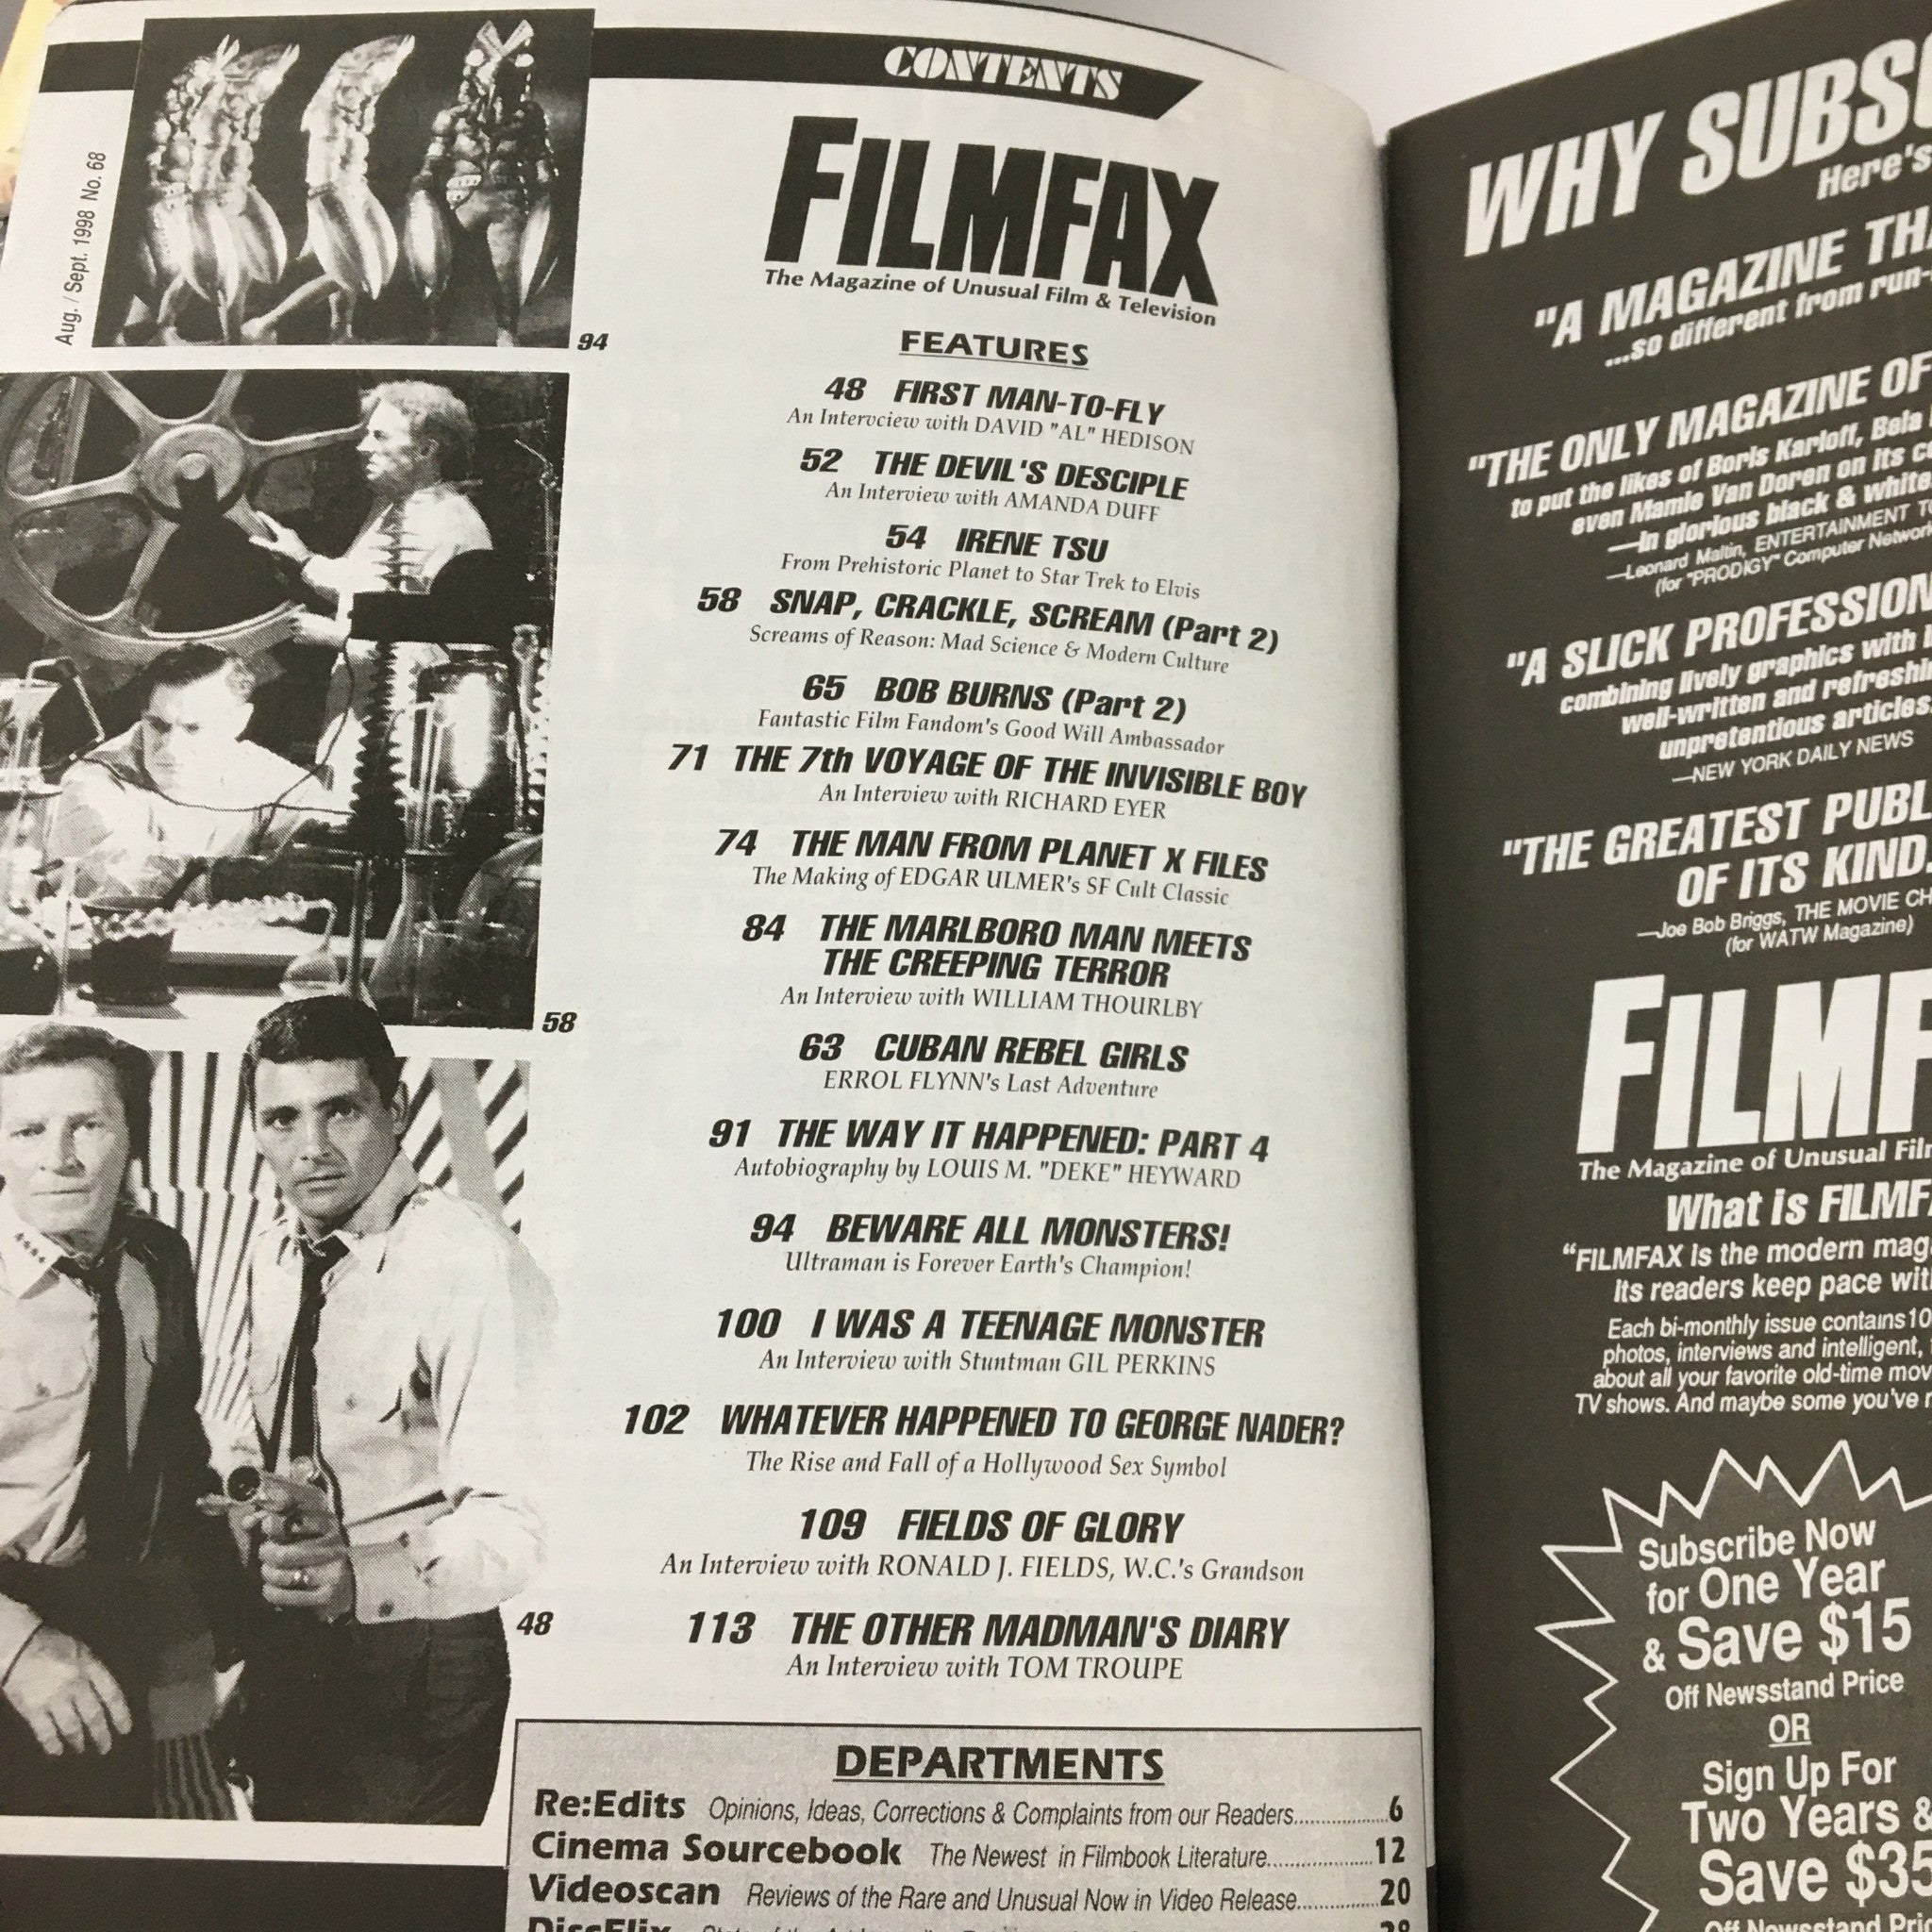 CONTENTS
Aug. / Sept. 1998 No. 68
94
58
48
FILMFAX
The Magazine of Unusual Film & Television
FEATURES
48 FIRST MAN-TO-FLY
An Intervciew with DAVID "AL" HEDISON
52 THE DEVIL'S DESCIPLE
An Interview with AMANDA DUFF
54 IRENE TSU
From Prehistoric Planet to Star Trek to Elvis
58 SNAP, CRACKLE, SCREAM (Part 2)
Screams of Reason: Mad Science & Modern Culture
65 BOB BURNS (Part 2)
Fantastic Film Fandom's Good Will Ambassador
71 THE 7th VOYAGE OF THE INVISIBLE BOY
An Interview with RICHARD EYER
74 THE MAN FROM PLANET X FILES
The Making of EDGAR ULMER's SF Cult Classic
84 THE MARLBORO MAN MEETS
THE CREEPING TERROR
An Interview with WILLIAM THOURLBY
63 CUBAN REBEL GIRLS
ERROL FLYNN's Last Adventure
91 THE WAY IT HAPPENED: PART 4
Autobiography by LOUIS M. "DEKE" HEYWARD
94 BEWARE ALL MONSTERS!
Ultraman is Forever Earth's Champion!
100 I WAS A TEENAGE MONSTER
An Interview with Stuntman GIL PERKINS
102 WHATEVER HAPPENED TO GEORGE NADER?
The Rise and Fall of a Hollywood Sex Symbol
109 FIELDS OF GLORY
An Interview with RONALD J. FIELDS, W.C.'s Grandson
113 THE OTHER MADMAN'S DIARY
An Interview with TOM TROUPE
DEPARTMENTS
Re:Edits Opinions, Ideas, Corrections & Complaints from our Readers..................6
Cinema Sourcebook The Newest in Filmbook Literature....................12
Videoscan Reviews of the Rare and Unusual Now in Video Release.............20
WHY
Here's
"A MAGAZINE
...so different from
"THE ONLY MAGAZINE OF
to put the likes of Boris Karloff, Bela
even Mamie Van Doren on its
—in glorious black & white
—Leonard Maltin, ENTERTAINMENT
(for "PRODIGY" Computer
"A SLICK
combining lively graphics with
well-written and
unpretentious articles.
—NEW YORK DAILY NEWS
"THE GREATEST
OF ITS KIND.
—Joe Bob Briggs, THE MOVIE
(for WATW Magazine)
The Magazine of Unusual
What is
"FILMFAX is the modern
Its readers keep pace
Each bi-monthly issue contains
photos, interviews and intelligent,
about all your favorite old-time
TV shows. And maybe some you've
Subscribe Now
for One Year
& Save $15
Off Newsstand Price
OR
Sign Up For
Two Years &
Save $35
Off Newsstand